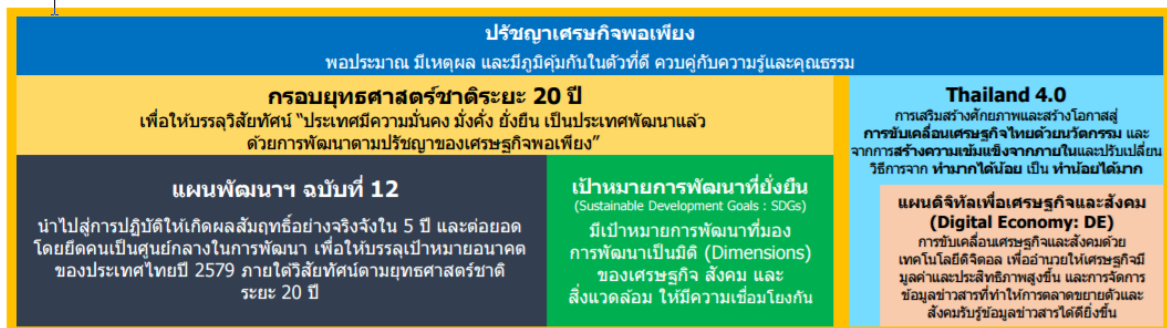 ปรัชญาเศรษฐกิจพอเพียง
พอประมาณ มีเหตุผล และมีภูมิคุ้มกันในตัวที่ดี ควบคู่กับความรู้และคุณธรรม
กรอบยุทธศาสตร์ชาติระยะ 20 ปี
เพื่อให้บรรลุวิสัยทัศน์ “ประเทศมีความมั่นคง มั่งคั่ง ยั่งยืน เป็นประเทศพัฒนาแล้ว
ด้วยการพัฒนาตามปรัชญาของเศรษฐกิจพอเพียง”
แผนพัฒนาฯ ฉบับที่ 12
นำไปสู่การปฏิบัติให้เกิดผลสัมฤทธิ์อย่างจริงจังใน 5 ปี และต่อยอด
โดยยึดคนเป็นศูนย์กลางในการพัฒนา เพื่อให้บรรลุเป้าหมายอนาคต
ของประเทศไทยปี 2579 ภายใต้วิสัยทัศน์ตามยุทธศาสตร์ชาติ
ระยะ 20 ปี
เป้าหมายการพัฒนาที่ยั่งยืน
(Sustainable Development Goals : SDGs)
มีเป้าหมายการพัฒนาที่มอง
การพัฒนาเป็นมิติ (Dimensions)
ของเศรษฐกิจ สังคม และ
สิ่งแวดล้อม ให้มีความเชื่อมโยงกัน
Thailand 4.0
การเสริมสร้างศักยภาพและสร้างโอกาสสู่
การขับเคลื่อนเศรษฐกิจไทยด้วยนวัตกรรม และ
จากการสร้างความเข้มแข็งจากภายในและปรับเปลี่ยน
วิธีการจาก ทำมากได้น้อย เป็น ทำน้อยได้มาก
แผนดิจิทัลเพื่อเศรษฐกิจและสังคม
(Digital Economy: DE)
การขับเคลื่อนเศรษฐกิจและสังคมด้วย
เทคโนโลยีดิจิตอล เพื่ออำนวยให้เศรษฐกิจมี
มูลค่าและประสิทธิภาพสูงขึ้น และการจัดการ
ข้อมูลข่าวสารที่ทำให้การตลาดขยายตัวและ
สังคมรับรู้ข้อมูลข่าวสารได้ดียิ่งขึ้น